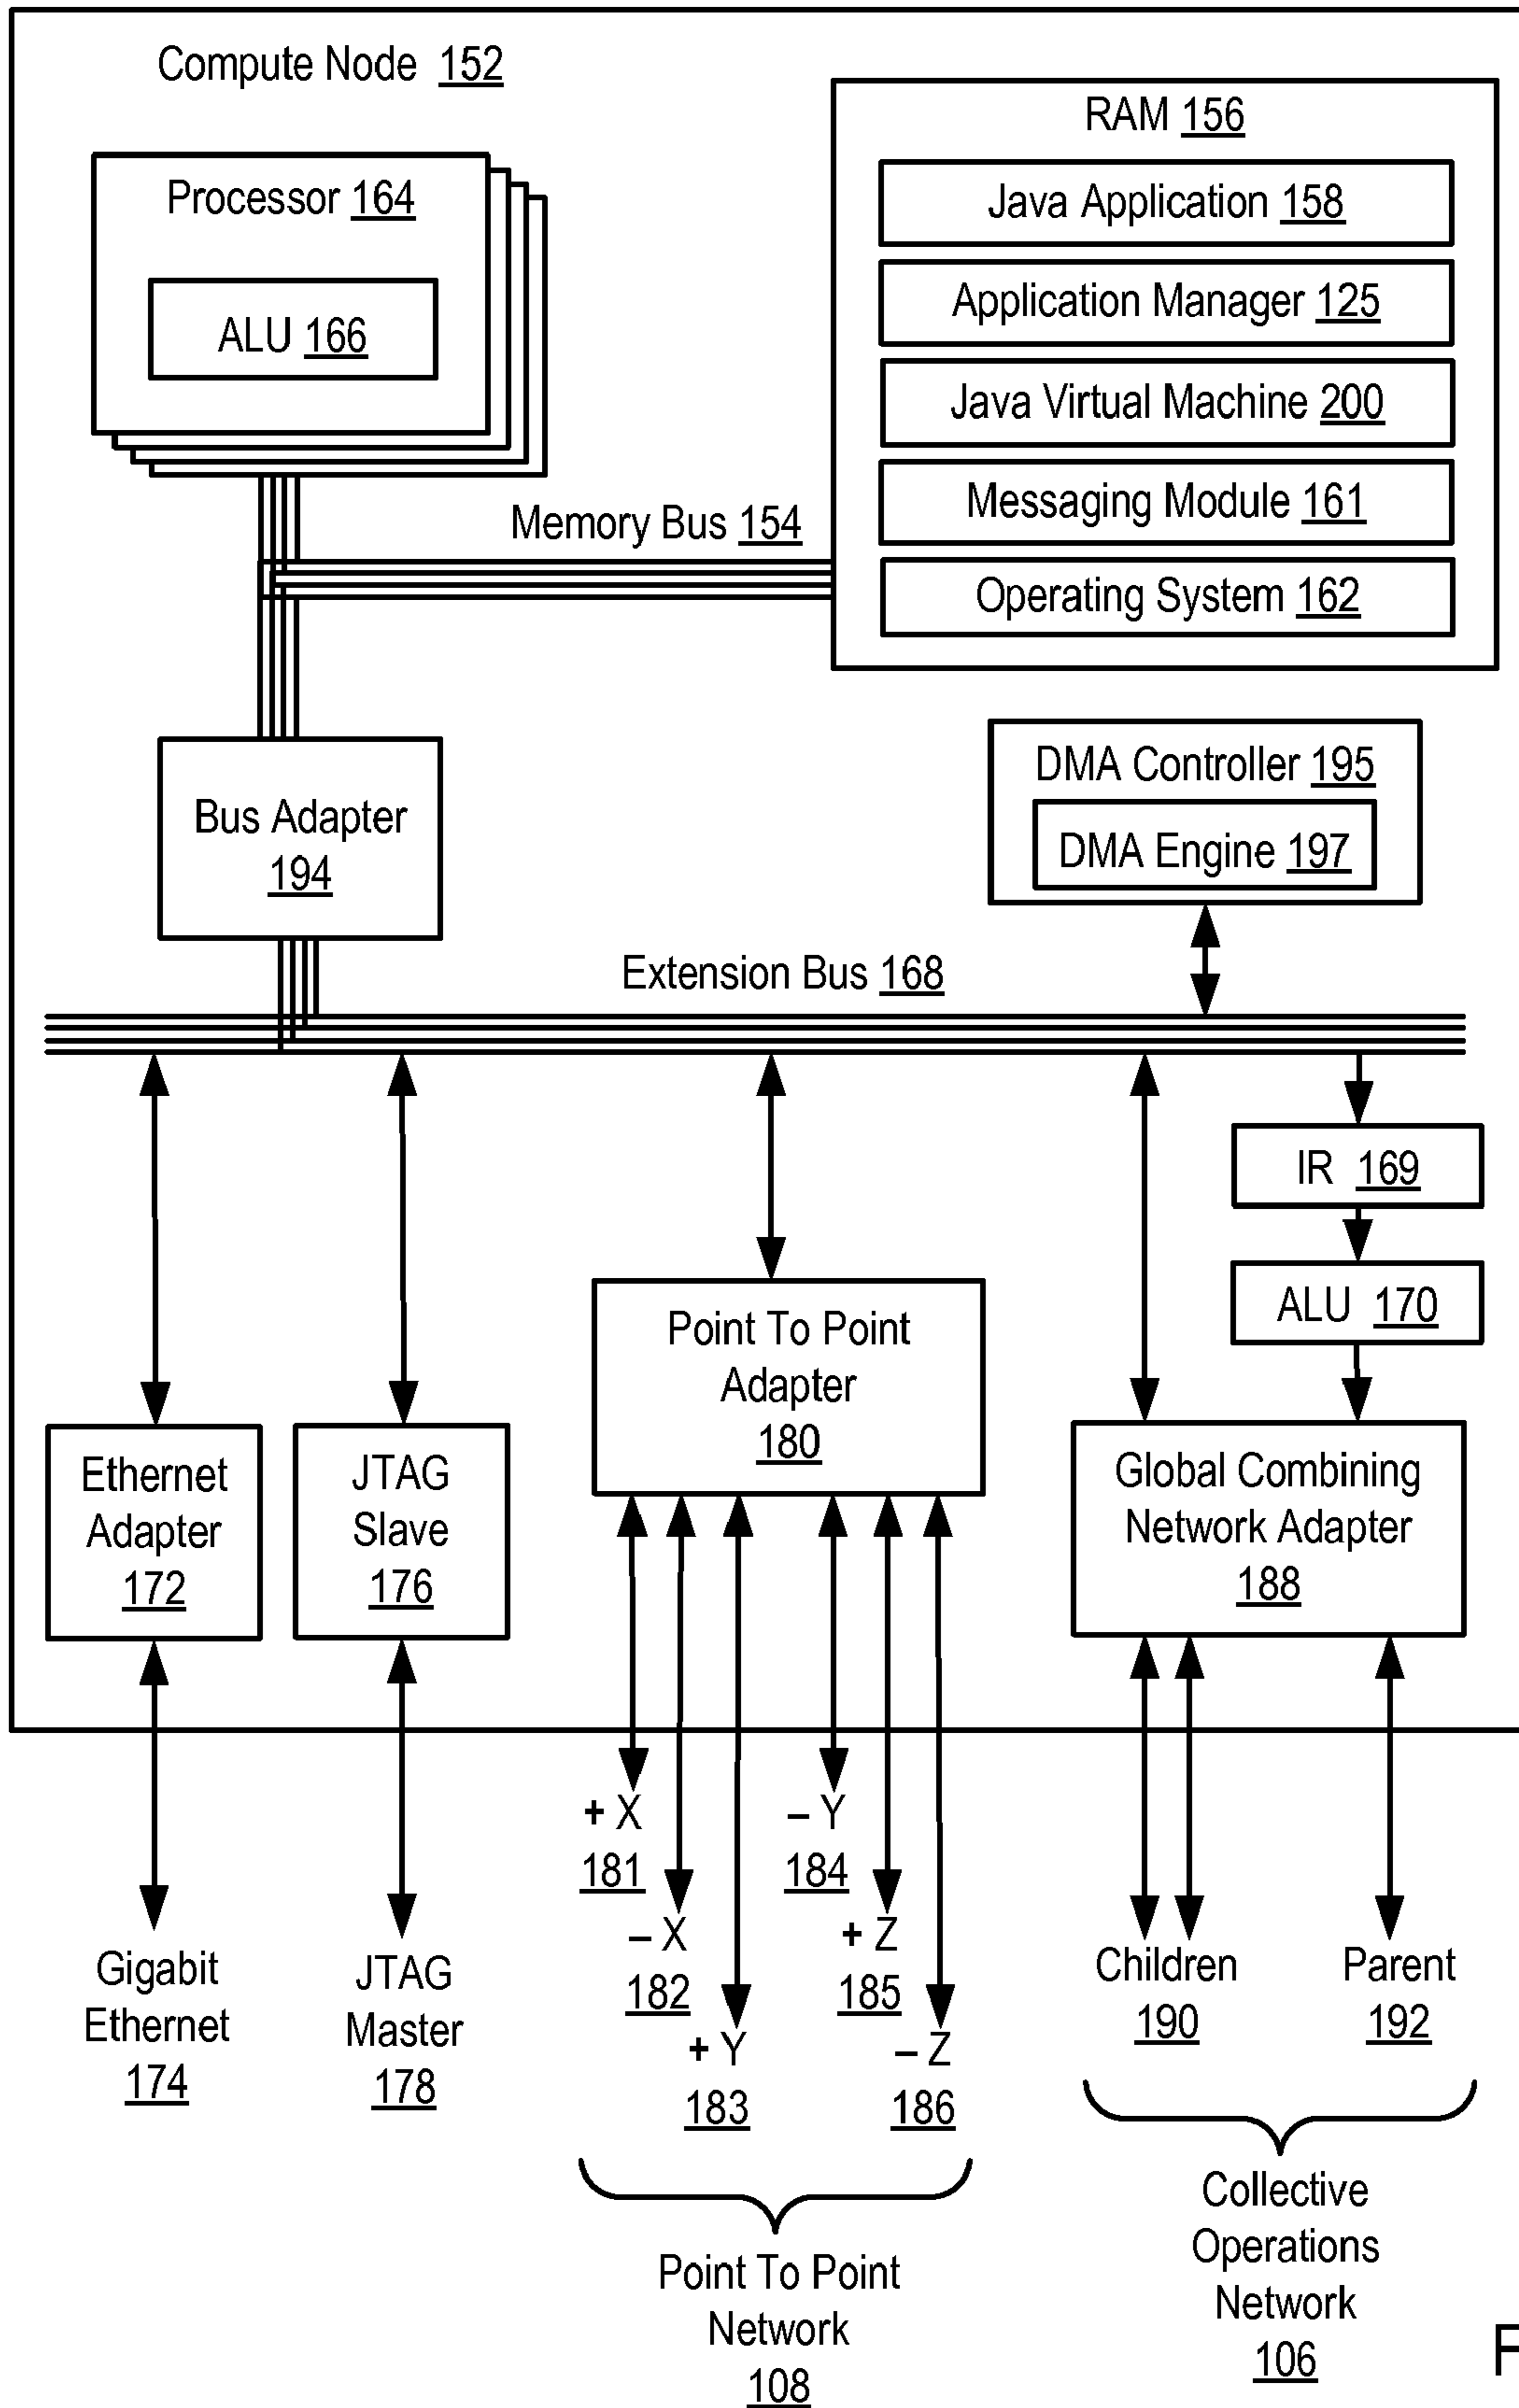 Compute Node 152
RAM 156
Processor 164
ALU 166
Java Application 158
Application Manager 125
Java Virtual Machine 200
Messaging Module 161
Operating System 162
Memory Bus 154
Bus Adapter
194
DMA Controller 195
DMA Engine 197
Extension Bus 168
IR 169
ALU 170
Point To Point
Adapter
180
Ethernet
Adapter
172
JTAG
Slave
176
Global Combining
Network Adapter
188
+ X
181
– X
182
+ Y
183
– Y
184
+ Z
185
– Z
186
Gigabit
Ethernet
174
JTAG
Master
178
Children
190
Parent
192
Point To Point
Network
108
Collective
Operations
Network
106
F